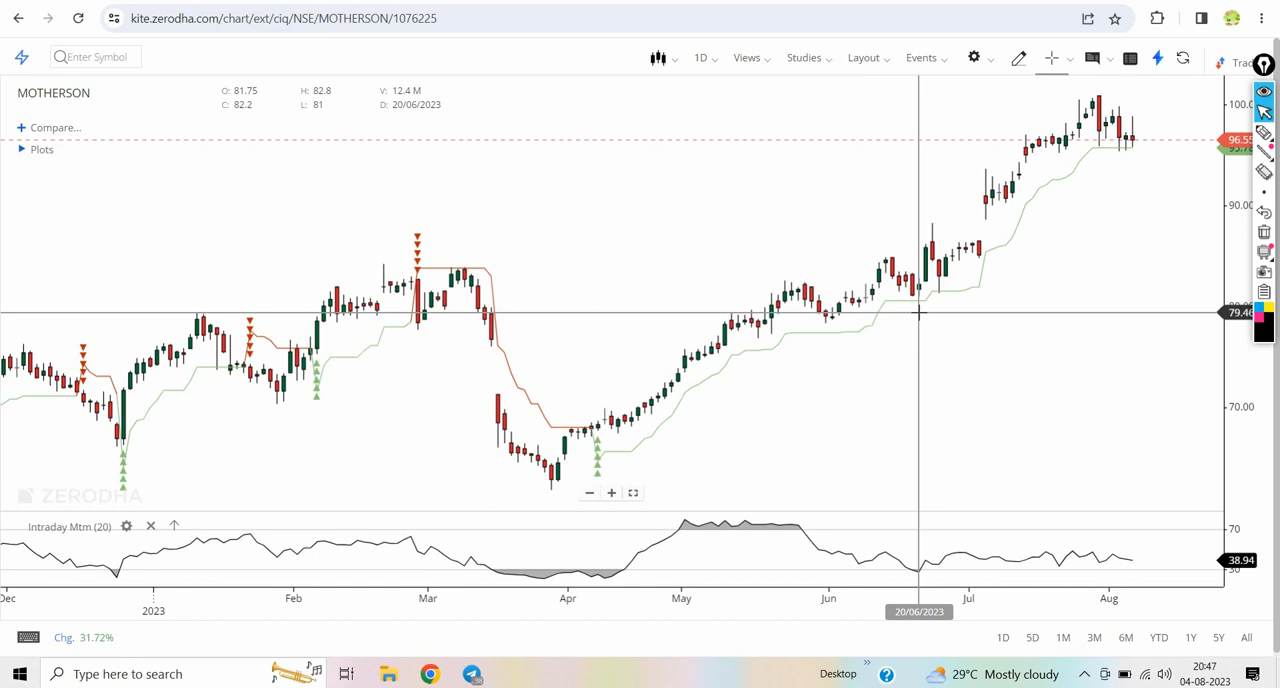 kite.zerodha.com/chart/ext/ciq/NSE/MOTHERSON/1076225
Enter Symbol
1D
Views
Studies
Layout
Events
MOTHERSON
O: 81.75
H: 82.8
V: 12.4 M
C: 82.2
L: 81
D: 20/06/2023
Compare...
Plots
100.0
96.55
90.00
79.46
70.00
ZERODHA
Intraday Mtm (20)
70
38.94
30
Dec
2023
Feb
Mar
Apr
May
Jun
20/06/2023
Jul
Aug
Chg. 31.72%
1D
5D
1M
3M
6M
YTD
1Y
5Y
All
Type here to search
Desktop
29°C Mostly cloudy
20:47
04-08-2023